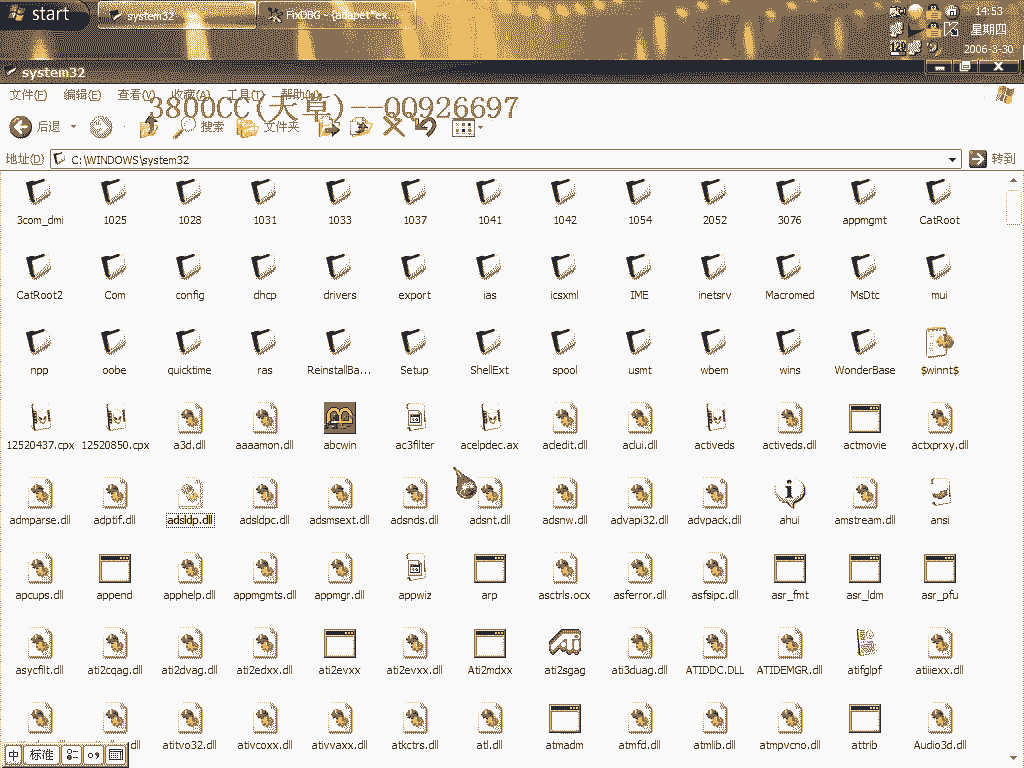 start
system32
FixDBG - {adapet^ex...
14:53
星期四
2006-3-30
system32
文件(F) 编辑(E) 查看(V) 收藏(A) 工具(T) 帮助(H)
3800CC(天草)--QQ926697
后退 搜索 文件夹
地址(D) C:\WINDOWS\system32 转到
3com_dmi 1025 1028 1031 1033 1037 1041 1042 1054 2052 3076 appmgmt CatRoot
CatRoot2 Com config dhcp drivers export ias icsxml IME inetsrv Macromed MsDtc mui
npp oobe quicktime ras ReinstallBa... Setup ShellExt spool usmt wbem wins WonderBase $winnt$
12520437.cpx 12520850.cpx a3d.dll aaaamon.dll abcwin ac3filter acelpdec.ax acledit.dll aclui.dll activeds activeds.dll actmovie actxprxy.dll
admparse.dll adptif.dll adsldp.dll adsldpc.dll adsmsext.dll adsnds.dll adsnt.dll adsnw.dll advapi32.dll advpack.dll ahui amstream.dll ansi
apcups.dll append apphelp.dll appmgmts.dll appmgr.dll appwiz arp asctrls.ocx asferror.dll asfsipc.dll asr_fmt asr_ldm asr_pfu
asycfilt.dll ati2cqag.dll ati2dvag.dll ati2edxx.dll ati2evxx ati2evxx.dll Ati2mdxx ati2sgag ati3duag.dll ATIDDC.DLL ATIDEMGR.dll atifglpf atiiiexx.dll
atitvo32.dll ativcoxx.dll ativvaxx.dll atkctrs.dll atl.dll atmadm atmfd.dll atmlib.dll atmpvcno.dll attrib Audio3d.dll
中 标准